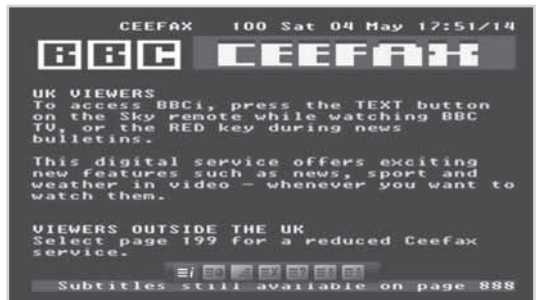 CEEFAX 100 Sat 04 May 17:51/14
BBC CEEFAX
UK VIEWERS
To access BBCi, press the TEXT button
on the Sky remote while watching BBC
TV, or the RED key during news
bulletins.
This digital service offers exciting
new features such as news, sport and
weather in video – whenever you want to
watch them.
VIEWERS OUTSIDE THE UK
Select page 199 for a reduced Ceefax
service.
Subtitles still available on page 888